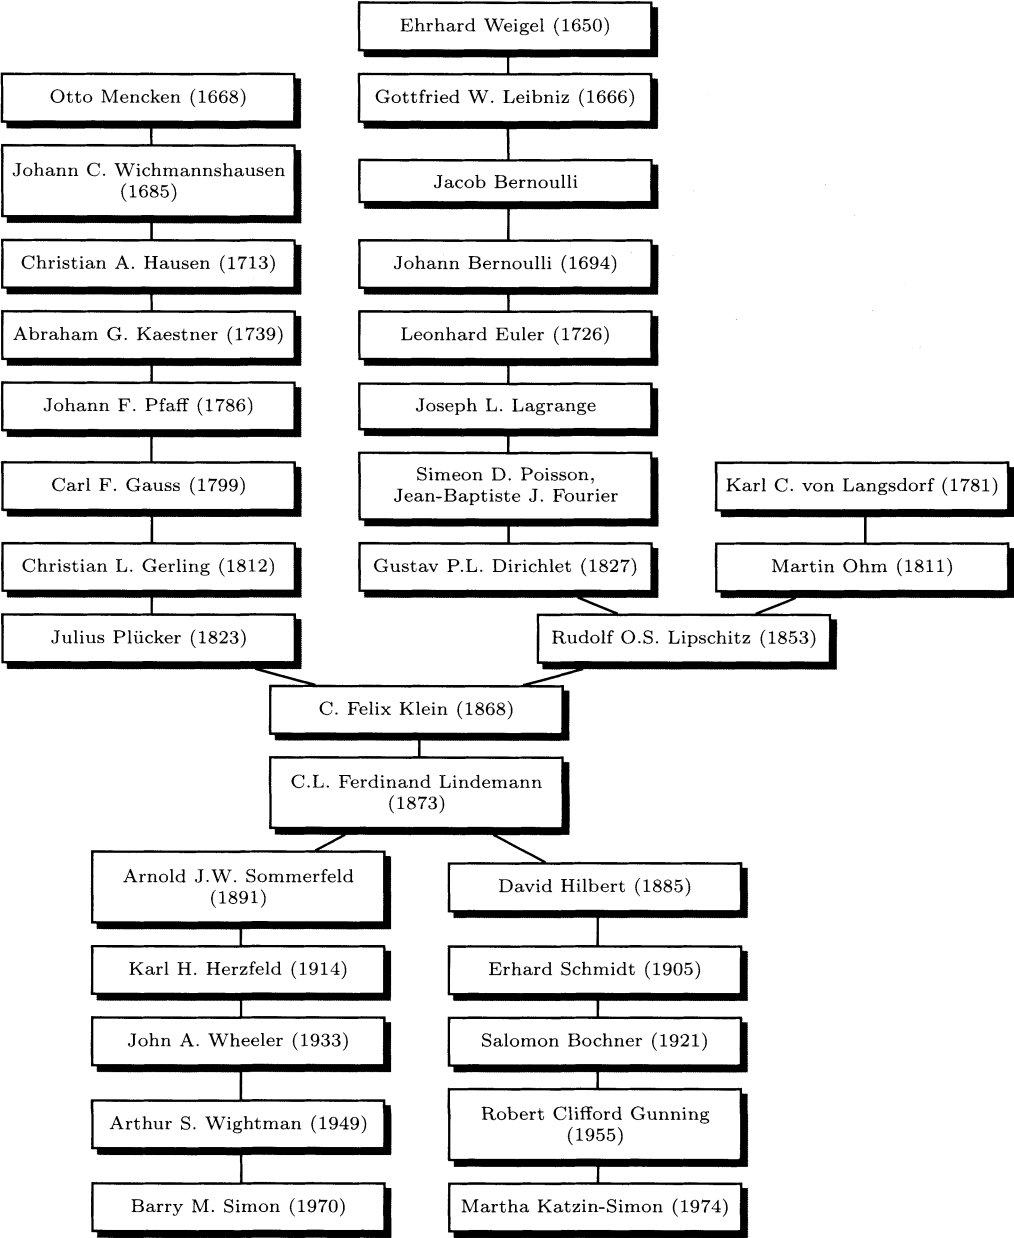 Ehrhard Weigel (1650)
Otto Mencken (1668)
Gottfried W. Leibniz (1666)
Johann C. Wichmannshausen
(1685)
Jacob Bernoulli
Christian A. Hausen (1713)
Johann Bernoulli (1694)
Abraham G. Kaestner (1739)
Leonhard Euler (1726)
Johann F. Pfaff (1786)
Joseph L. Lagrange
Carl F. Gauss (1799)
Simeon D. Poisson,
Jean-Baptiste J. Fourier
Karl C. von Langsdorf (1781)
Christian L. Gerling (1812)
Gustav P.L. Dirichlet (1827)
Martin Ohm (1811)
Julius Plücker (1823)
Rudolf O.S. Lipschitz (1853)
C. Felix Klein (1868)
C.L. Ferdinand Lindemann
(1873)
Arnold J.W. Sommerfeld
(1891)
David Hilbert (1885)
Karl H. Herzfeld (1914)
Erhard Schmidt (1905)
John A. Wheeler (1933)
Salomon Bochner (1921)
Arthur S. Wightman (1949)
Robert Clifford Gunning
(1955)
Barry M. Simon (1970)
Martha Katzin-Simon (1974)